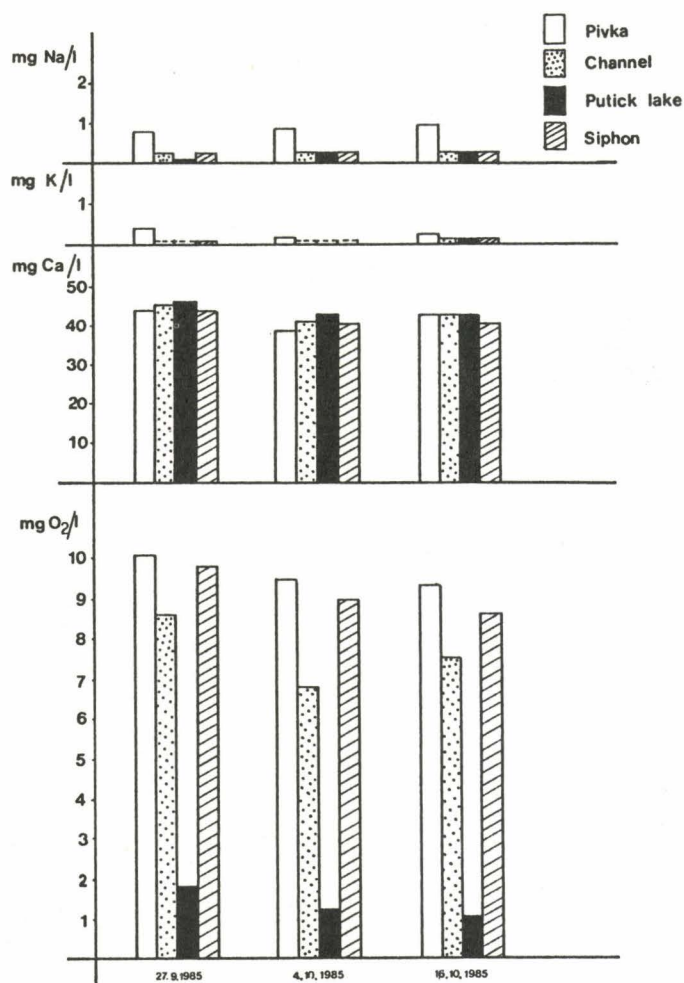 Pivka
Channel
Putick lake
Siphon
mg Na/l
2
1
mg K/l
1
mg Ca/l
50
40
30
20
10
mg O₂/l
10
9
8
7
6
5
4
3
2
1
27.9.1985
4.10.1985
16.10.1985